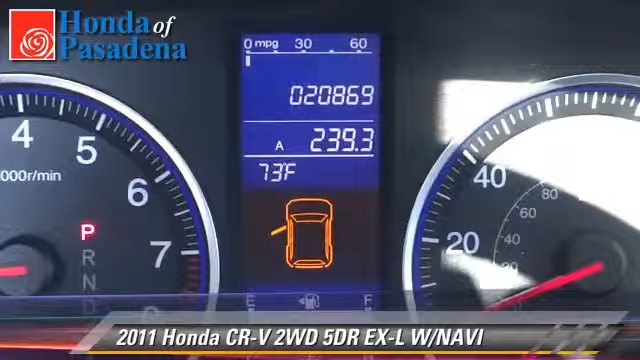 Honda of
Pasadena
0 mpg 30 60
020869
A 239.3
73°F
4 5 6 7
000r/min
P
R
N
D
20 40
20 40 60 80
E F
2011 Honda CR-V 2WD 5DR EX-L W/NAVI